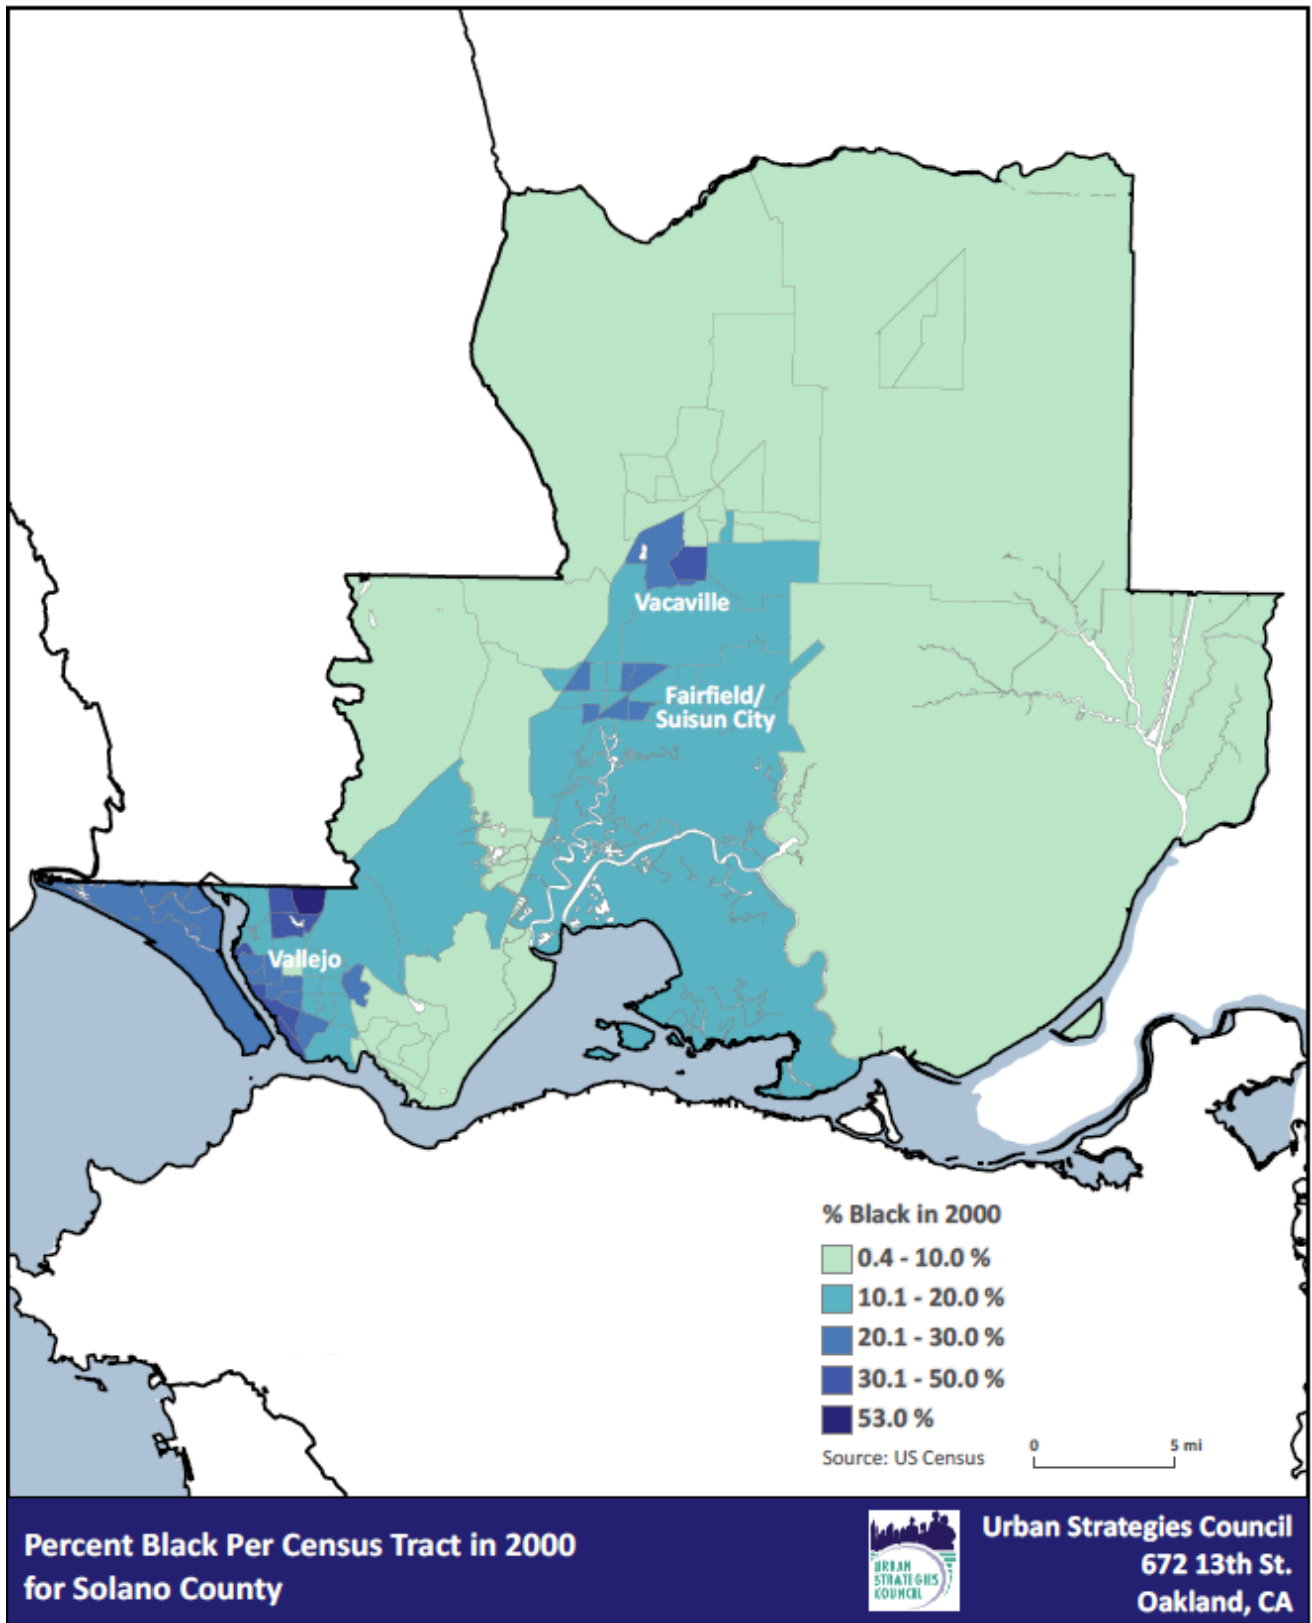 Vacaville
Fairfield/
Suisun City
Vallejo
% Black in 2000
0.4 - 10.0 %
10.1 - 20.0 %
20.1 - 30.0 %
30.1 - 50.0 %
53.0 %
Source: US Census
0 5 mi
Percent Black Per Census Tract in 2000
for Solano County
URBAN
STRATEGIES
COUNCIL
Urban Strategies Council
672 13th St.
Oakland, CA